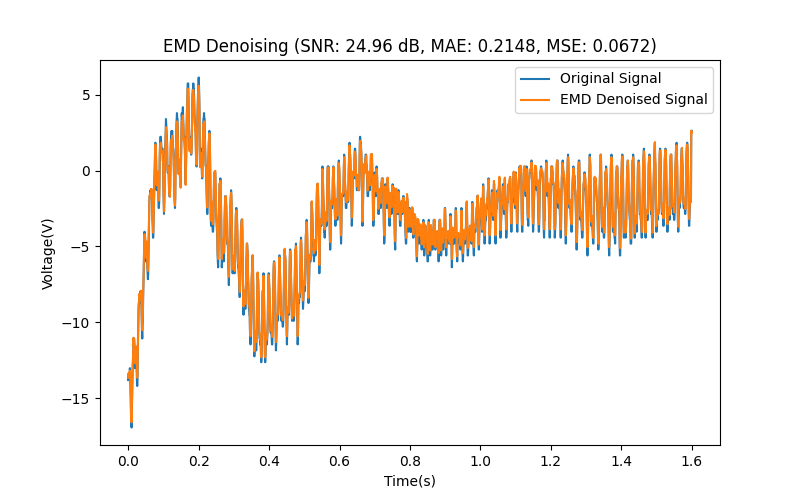 EMD Denoising (SNR: 24.96 dB, MAE: 0.2148, MSE: 0.0672)
Original Signal
EMD Denoised Signal
Voltage(V)
5
0
−5
−10
−15
0.0 0.2 0.4 0.6 0.8 1.0 1.2 1.4 1.6
Time(s)